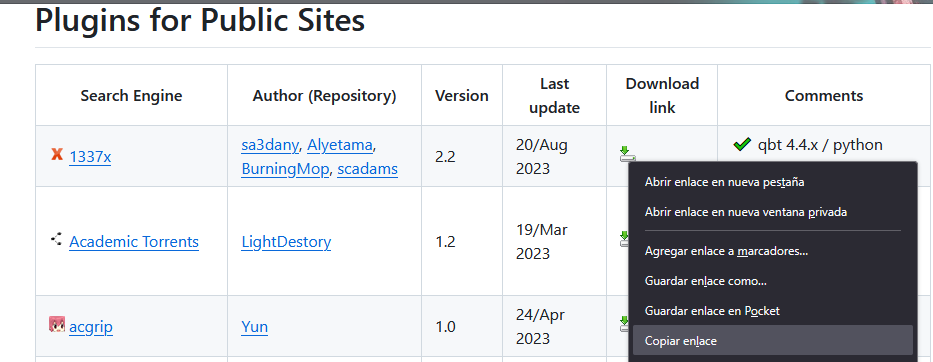 Plugins for Public Sites
Search Engine Author (Repository) Version Last update Download link Comments
1337x sa3dany, Alyetama, BurningMop, scadams 2.2 20/Aug 2023 qbt 4.4.x / python
Academic Torrents LightDestory 1.2 19/Mar 2023
acgrip Yun 1.0 24/Apr 2023
Abrir enlace en nueva pestaña
Abrir enlace en nueva ventana privada
Agregar enlace a marcadores...
Guardar enlace como...
Guardar enlace en Pocket
Copiar enlace